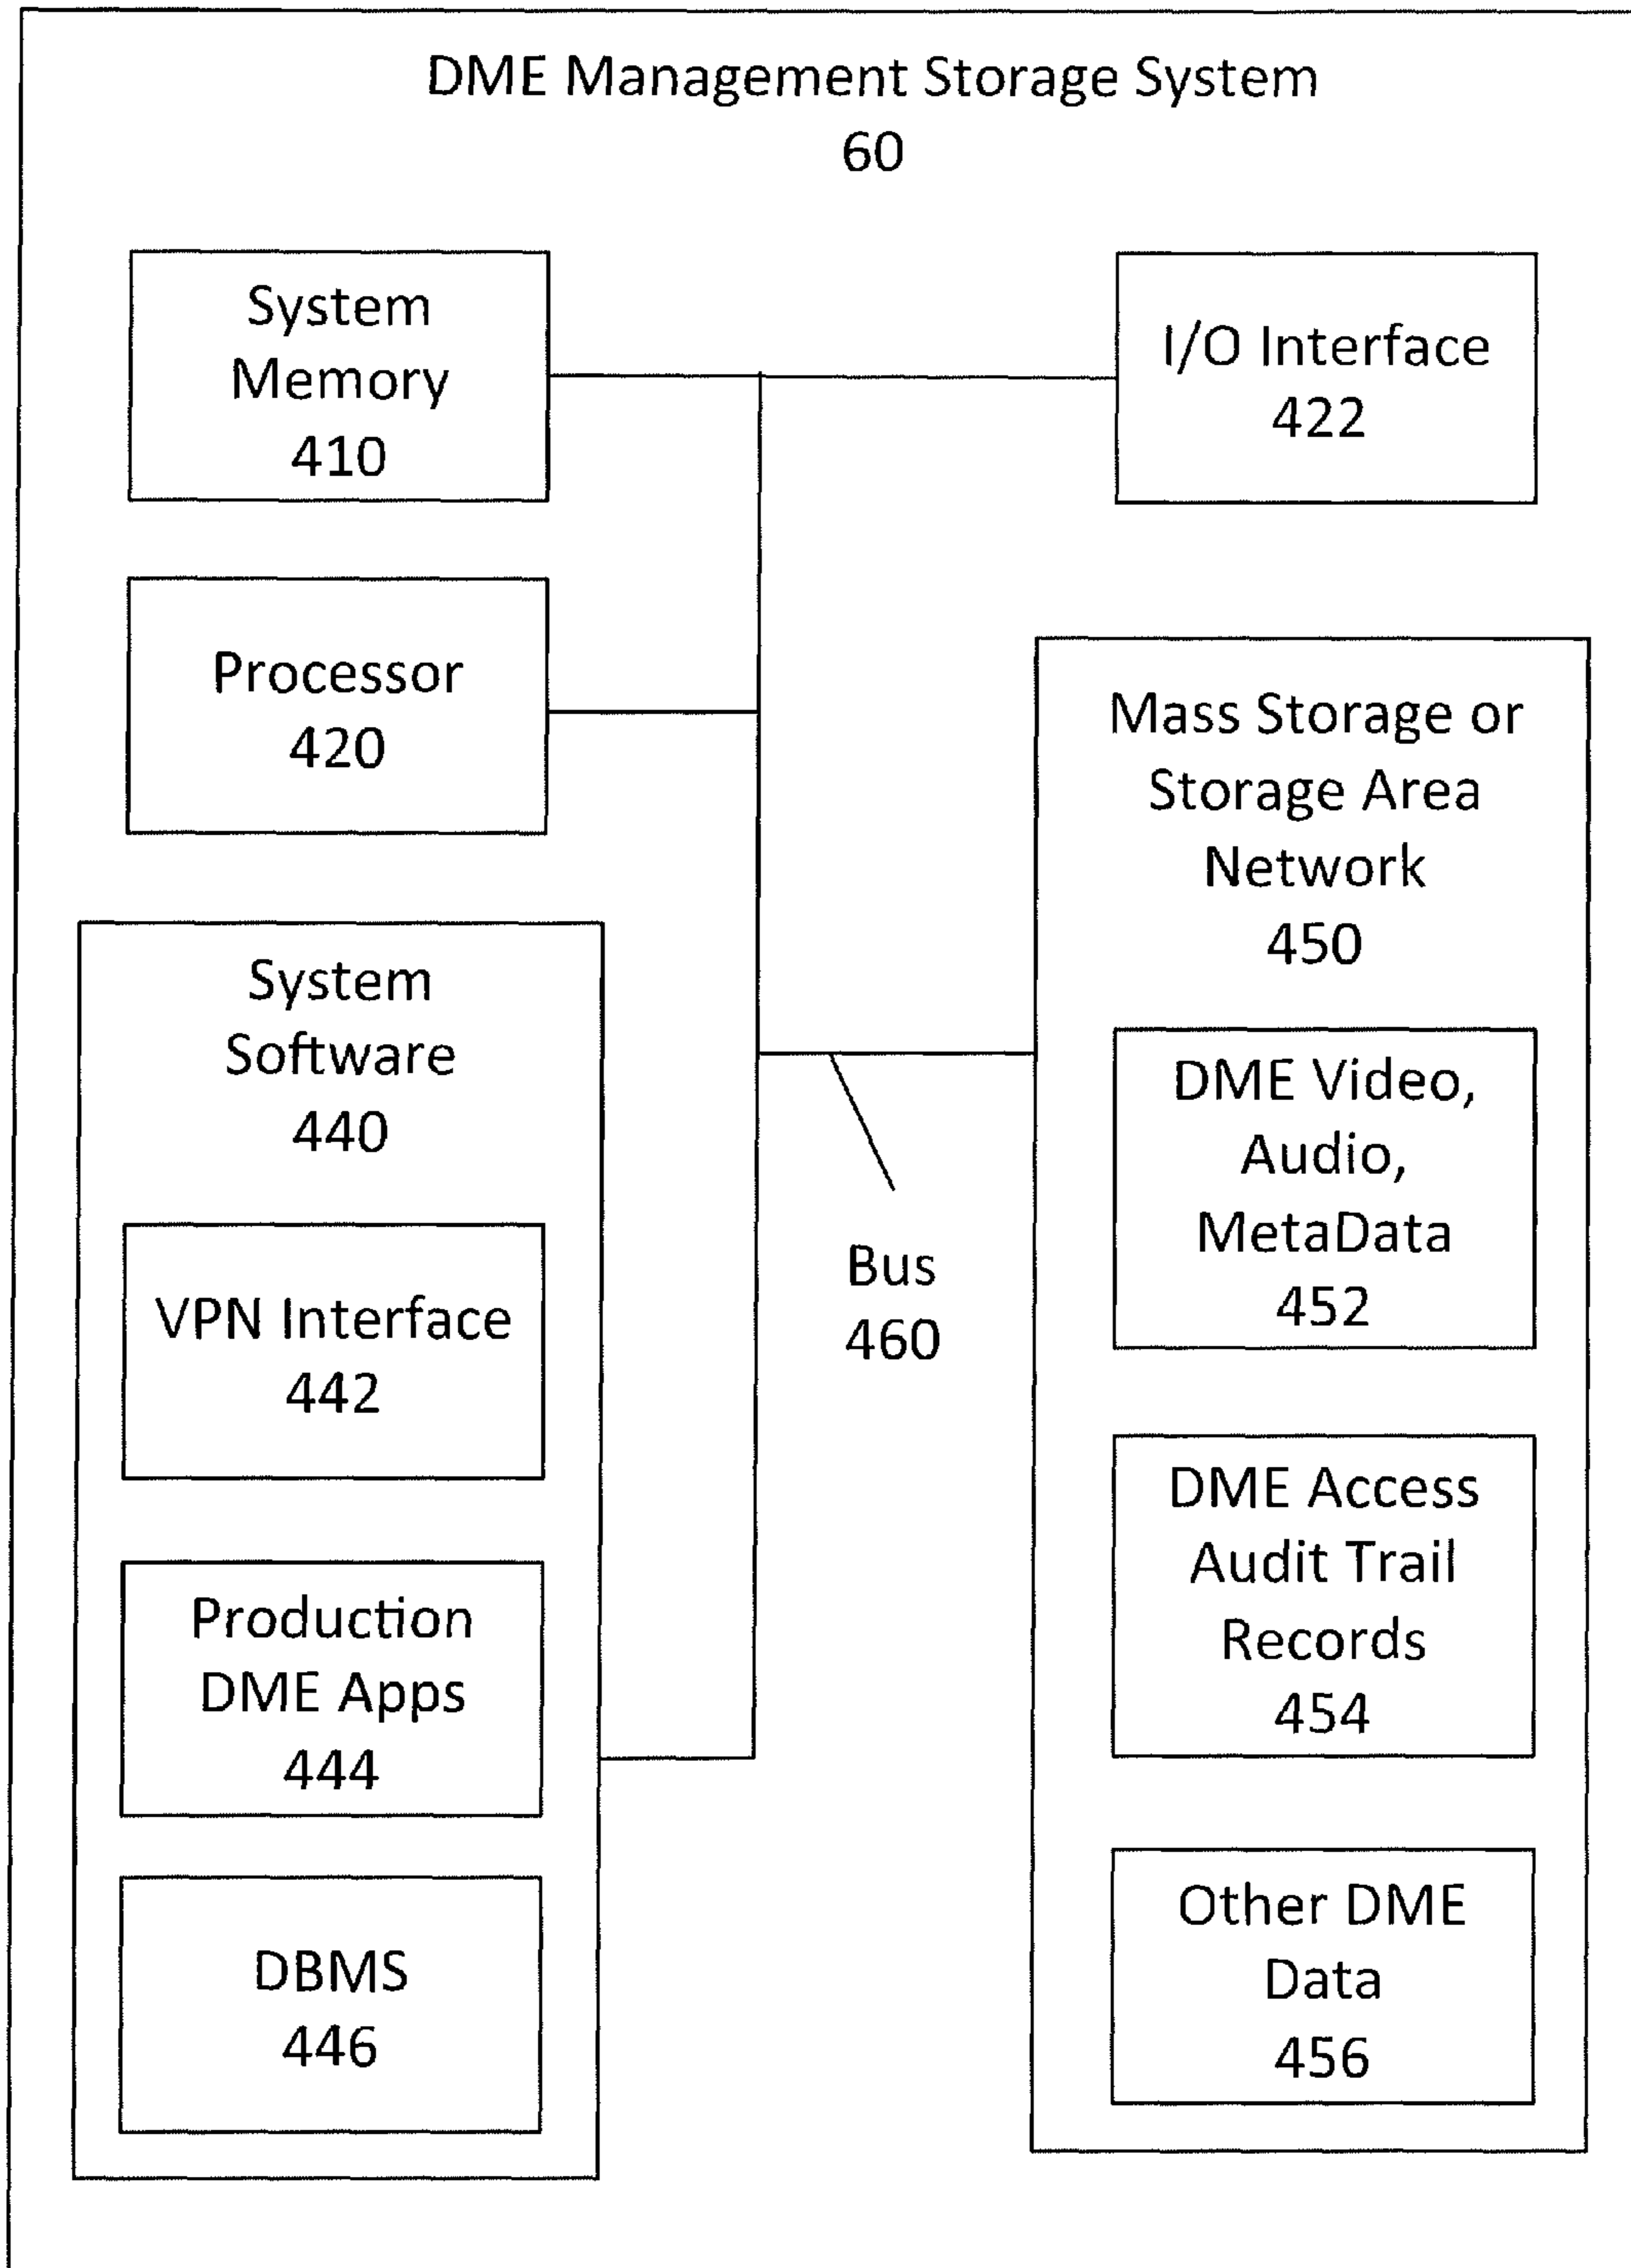 DME Management Storage System
60
System
Memory
410
I/O Interface
422
Processor
420
Mass Storage or
Storage Area
Network
450
System
Software
440
DME Video,
Audio,
MetaData
452
Bus
460
VPN Interface
442
DME Access
Audit Trail
Records
454
Production
DME Apps
444
Other DME
Data
456
DBMS
446